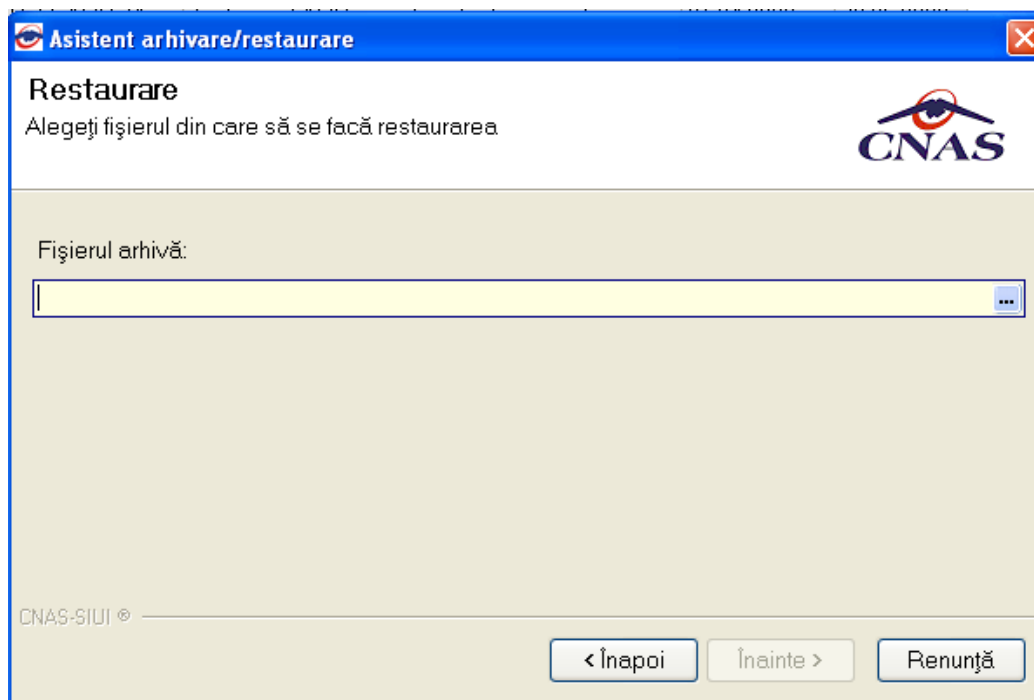 Asistent arhivare/restaurare
Restaurare
Alegeţi fişierul din care să se facă restaurarea
CNAS
Fişierul arhivă:
...
CNAS-SIUI ®
< Înapoi
Înainte >
Renunţă